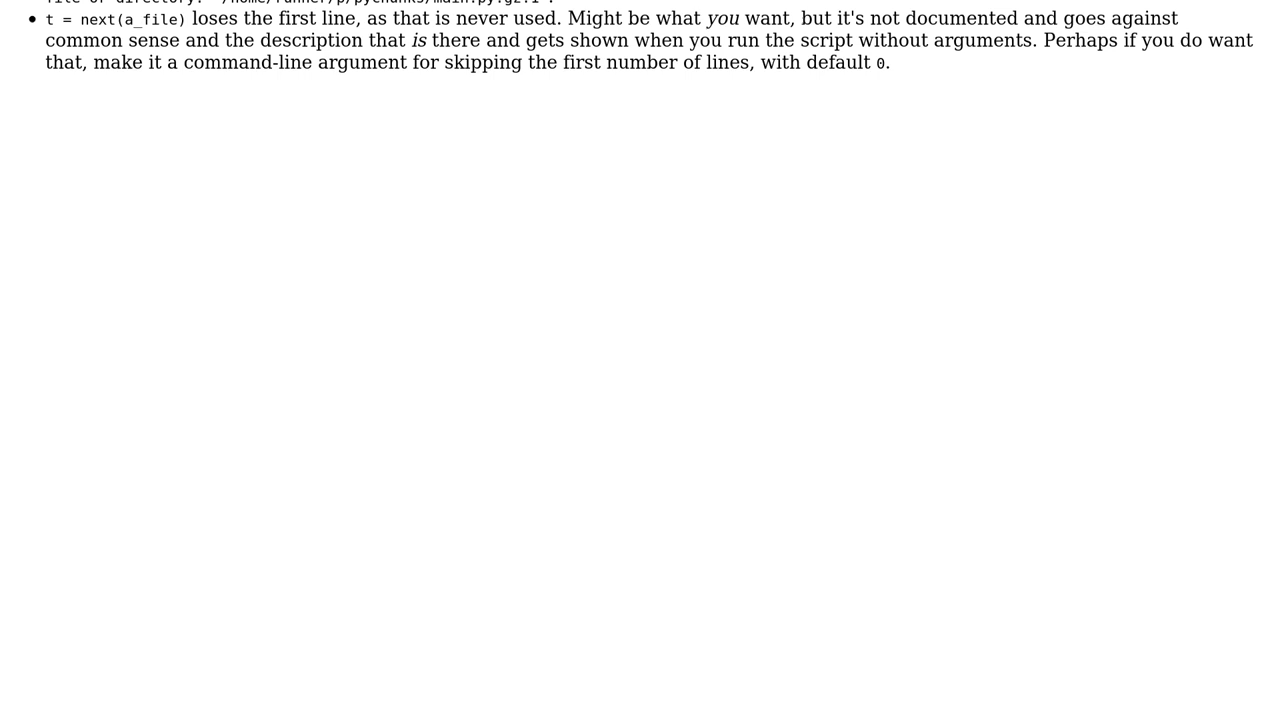 t = next(a_file) loses the first line, as that is never used. Might be what you want, but it's not documented and goes against
common sense and the description that is there and gets shown when you run the script without arguments. Perhaps if you do want
that, make it a command-line argument for skipping the first number of lines, with default 0.